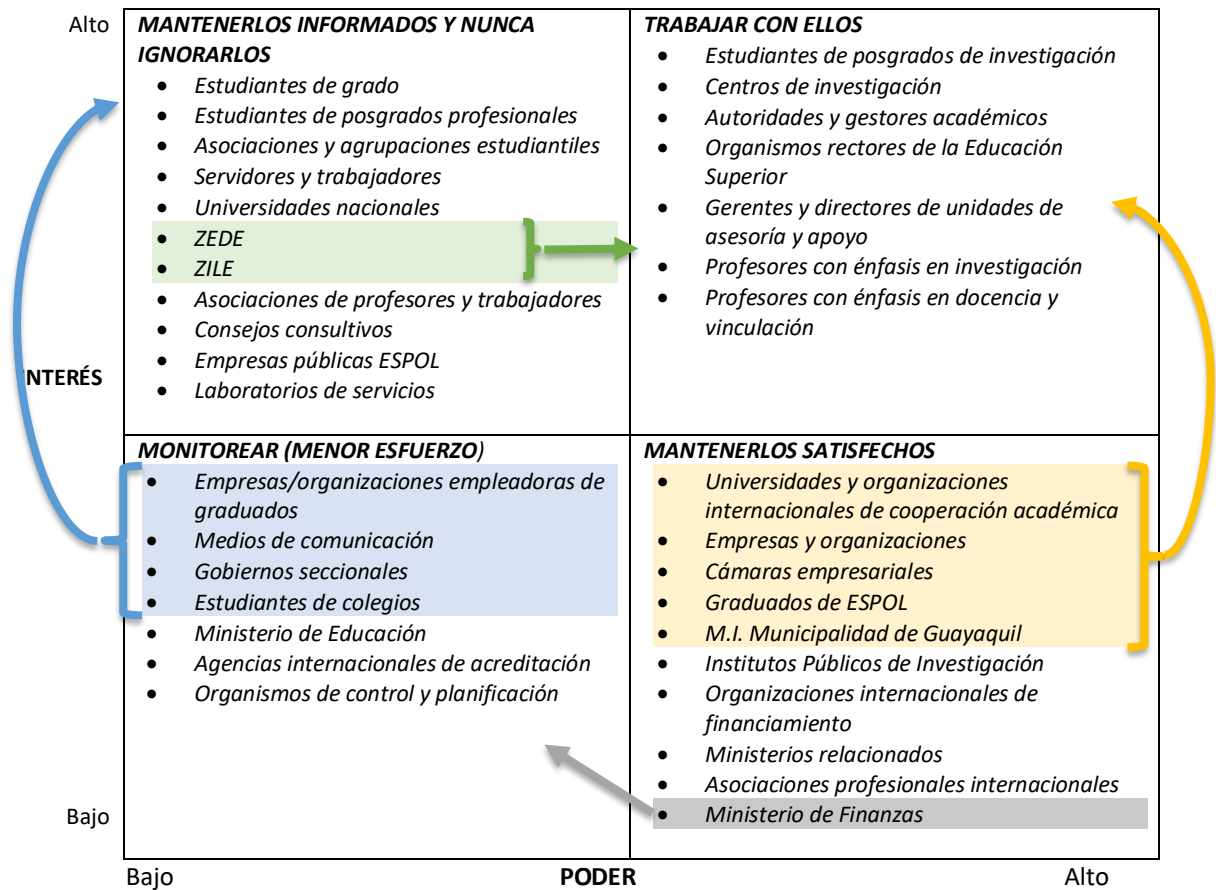 Alto
MANTENERLOS INFORMADOS Y NUNCA
IGNORARLOS
• Estudiantes de grado
• Estudiantes de posgrados profesionales
• Asociaciones y agrupaciones estudiantiles
• Servidores y trabajadores
• Universidades nacionales
• ZEDE
• ZILE
• Asociaciones de profesores y trabajadores
• Consejos consultivos
• Empresas públicas ESPOL
• Laboratorios de servicios
TRABAJAR CON ELLOS
• Estudiantes de posgrados de investigación
• Centros de investigación
• Autoridades y gestores académicos
• Organismos rectores de la Educación
Superior
• Gerentes y directores de unidades de
asesoría y apoyo
• Profesores con énfasis en investigación
• Profesores con énfasis en docencia y
vinculación
INTERÉS
MONITOREAR (MENOR ESFUERZO)
• Empresas/organizaciones empleadoras de
graduados
• Medios de comunicación
• Gobiernos seccionales
• Estudiantes de colegios
• Ministerio de Educación
• Agencias internacionales de acreditación
• Organismos de control y planificación
MANTENERLOS SATISFECHOS
• Universidades y organizaciones
internacionales de cooperación académica
• Empresas y organizaciones
• Cámaras empresariales
• Graduados de ESPOL
• M.I. Municipalidad de Guayaquil
• Institutos Públicos de Investigación
• Organizaciones internacionales de
financiamiento
• Ministerios relacionados
• Asociaciones profesionales internacionales
• Ministerio de Finanzas
Bajo
Bajo
PODER
Alto